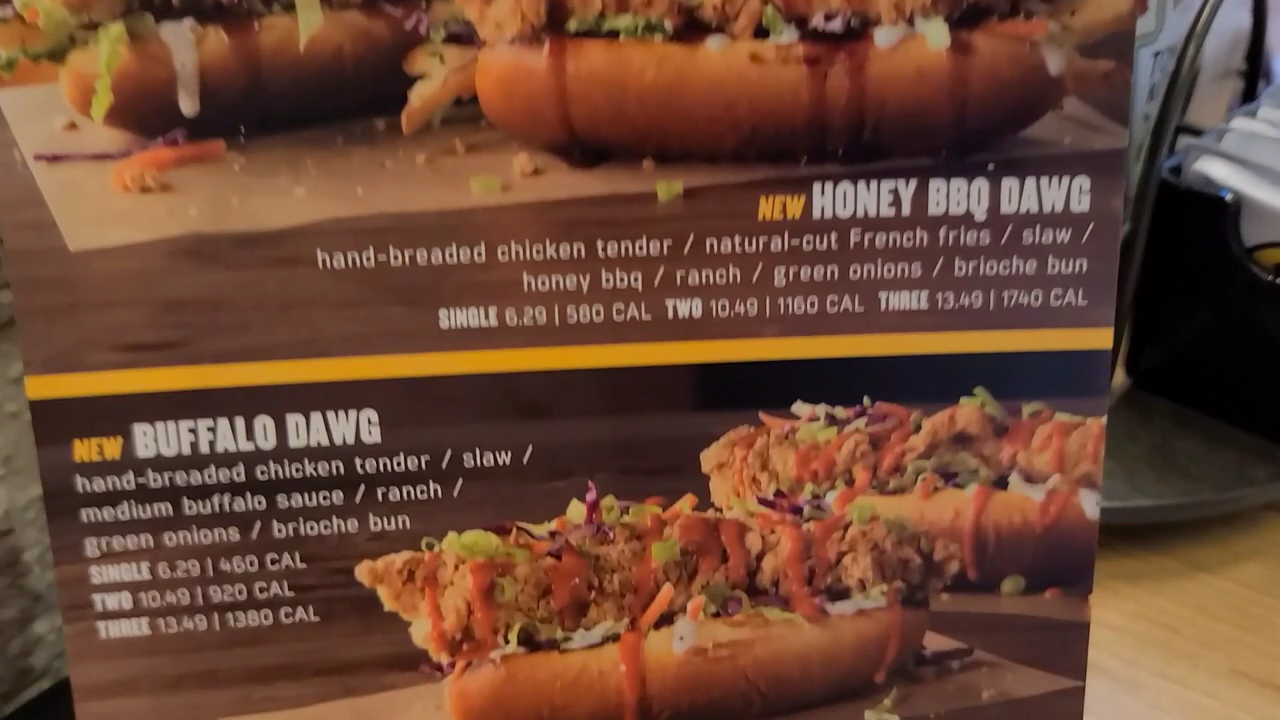 NEW HONEY BBQ DAWG
hand-breaded chicken tender / natural-cut French fries / slaw /
honey bbq / ranch / green onions / brioche bun
SINGLE 6.29 | 580 CAL TWO 10.49 | 1160 CAL THREE 13.49 | 1740 CAL
NEW BUFFALO DAWG
hand-breaded chicken tender / slaw /
medium buffalo sauce / ranch /
green onions / brioche bun
SINGLE 6.29 | 460 CAL
TWO 10.49 | 920 CAL
THREE 13.49 | 1380 CAL